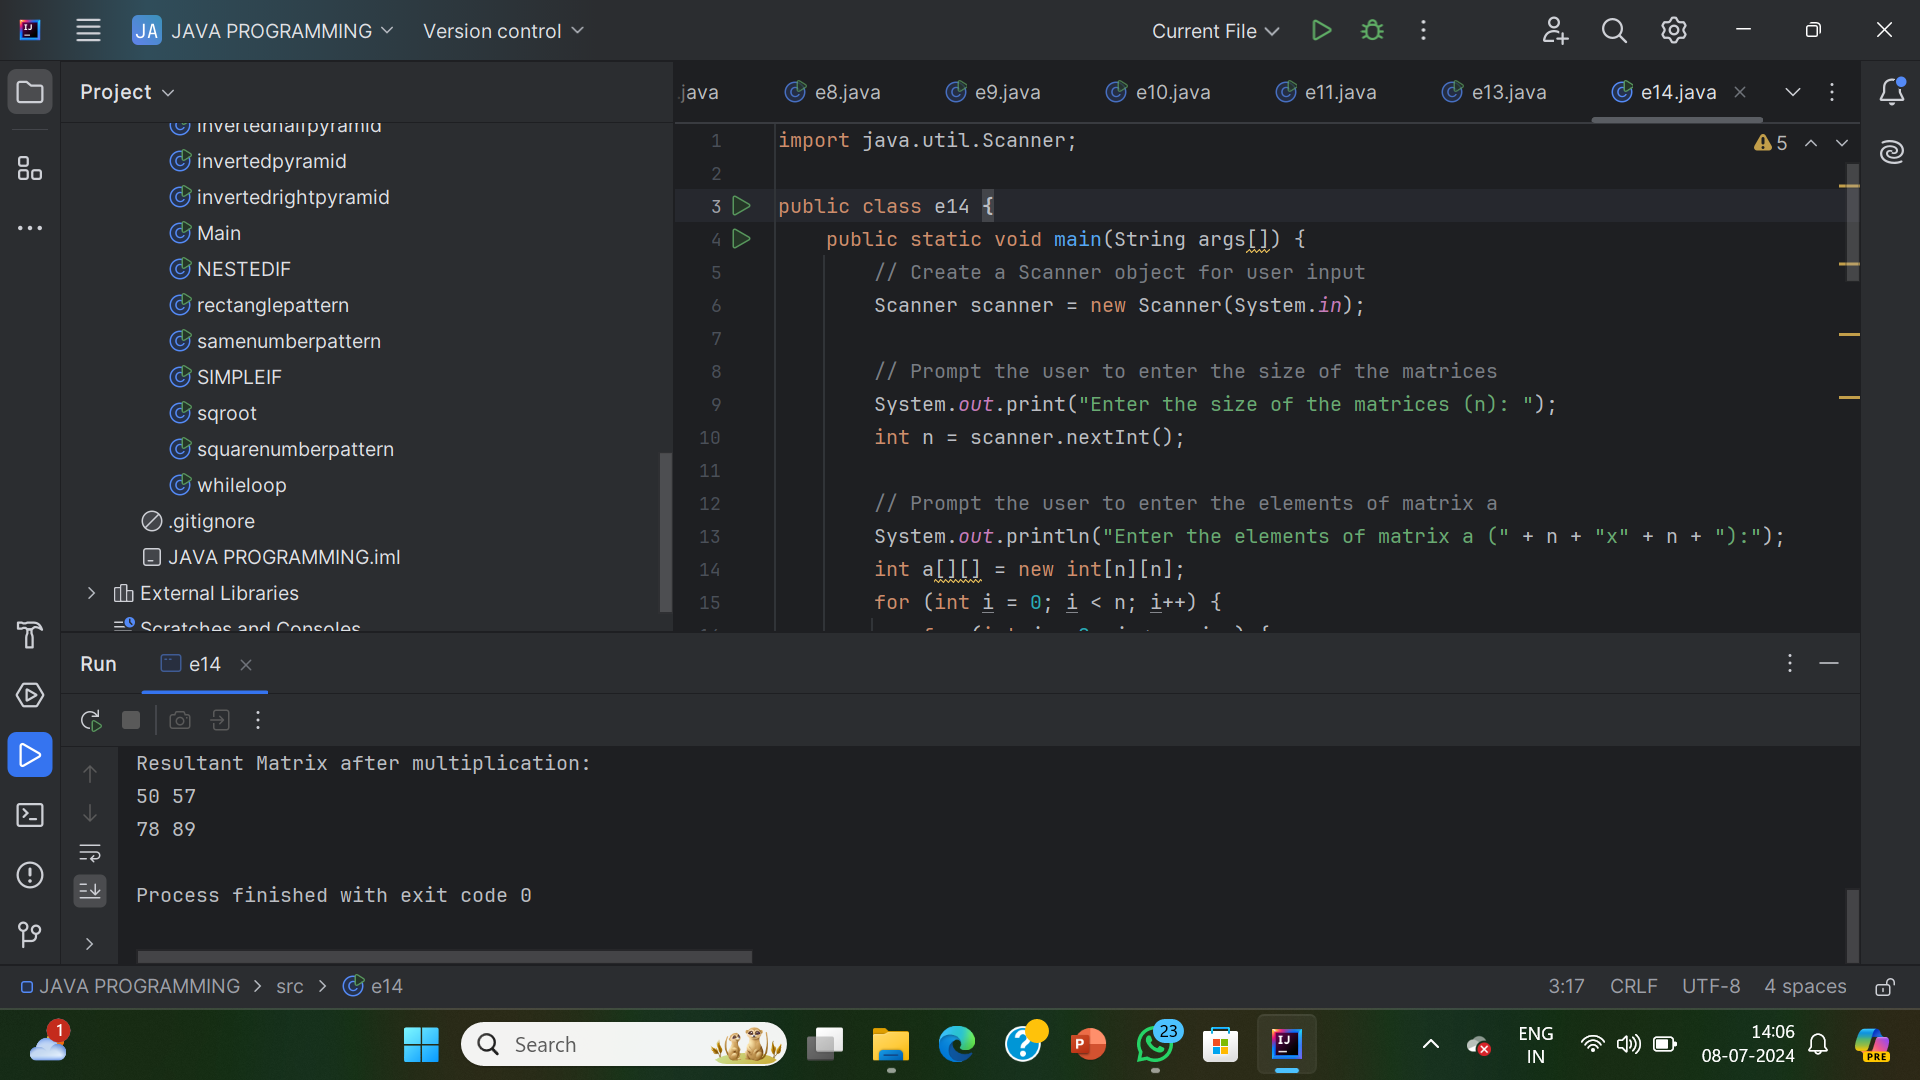 JA JAVA PROGRAMMING
Version control
Current File
Project
invertedhalfpyramid
invertedpyramid
invertedrightpyramid
Main
NESTEDIF
rectanglepattern
samenumberpattern
SIMPLEIF
sqroot
squarenumberpattern
whileloop
.gitignore
JAVA PROGRAMMING.iml
External Libraries
Scratches and Consoles
.java e8.java e9.java e10.java e11.java e13.java e14.java
5
1 import java.util.Scanner;
2
3 public class e14 {
4 public static void main(String args[]) {
5 // Create a Scanner object for user input
6 Scanner scanner = new Scanner(System.in);
7
8 // Prompt the user to enter the size of the matrices
9 System.out.print("Enter the size of the matrices (n): ");
10 int n = scanner.nextInt();
11
12 // Prompt the user to enter the elements of matrix a
13 System.out.println("Enter the elements of matrix a (" + n + "x" + n + "):");
14 int a[][] = new int[n][n];
15 for (int i = 0; i < n; i++) {
Run e14
Resultant Matrix after multiplication:
50 57
78 89
Process finished with exit code 0
JAVA PROGRAMMING > src > e14
3:17 CRLF UTF-8 4 spaces
1
Search
23
ENG
IN
14:06
08-07-2024
PRE